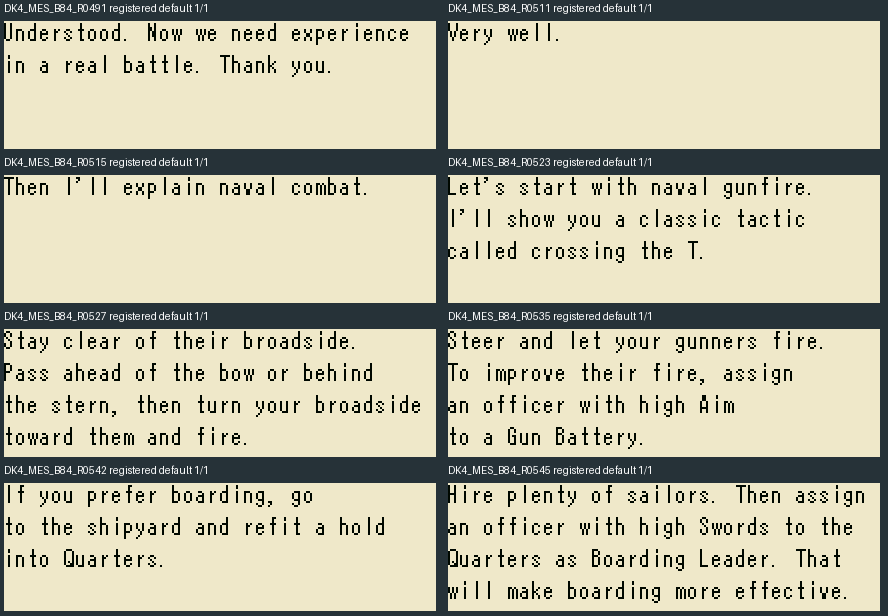 DK4_MES_B84_R0491 registered default 1/1
Understood. Now we need experience
in a real battle. Thank you.
DK4_MES_B84_R0511 registered default 1/1
Very well.
DK4_MES_B84_R0515 registered default 1/1
Then I'll explain naval combat.
DK4_MES_B84_R0523 registered default 1/1
Let's start with naval gunfire.
I'll show you a classic tactic
called crossing the T.
DK4_MES_B84_R0527 registered default 1/1
Stay clear of their broadside.
Pass ahead of the bow or behind
the stern, then turn your broadside
toward them and fire.
DK4_MES_B84_R0535 registered default 1/1
Steer and let your gunners fire.
To improve their fire, assign
an officer with high Aim
to a Gun Battery.
DK4_MES_B84_R0542 registered default 1/1
If you prefer boarding, go
to the shipyard and refit a hold
into Quarters.
DK4_MES_B84_R0545 registered default 1/1
Hire plenty of sailors. Then assign
an officer with high Swords to the
Quarters as Boarding Leader. That
will make boarding more effective.